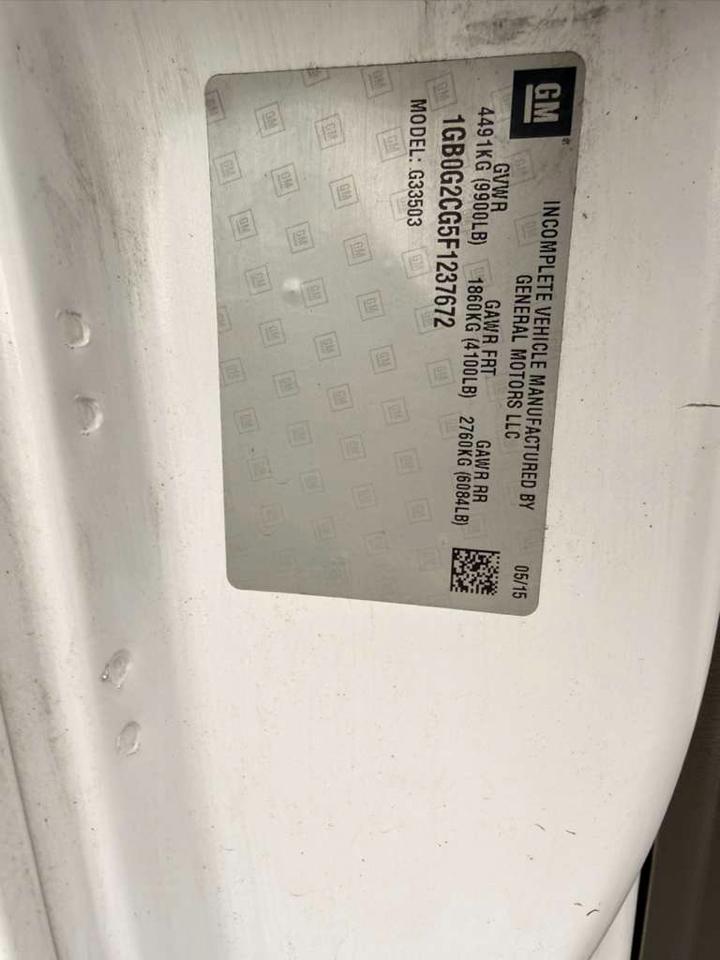 GM
INCOMPLETE VEHICLE MANUFACTURED BY
GENERAL MOTORS LLC
05/15
GVWR GAWR FRT GAWR RR
4491KG (9900LB) 1860KG (4100LB) 2760KG (6084LB)
1GB0G2CG5F1237672
MODEL: G33503